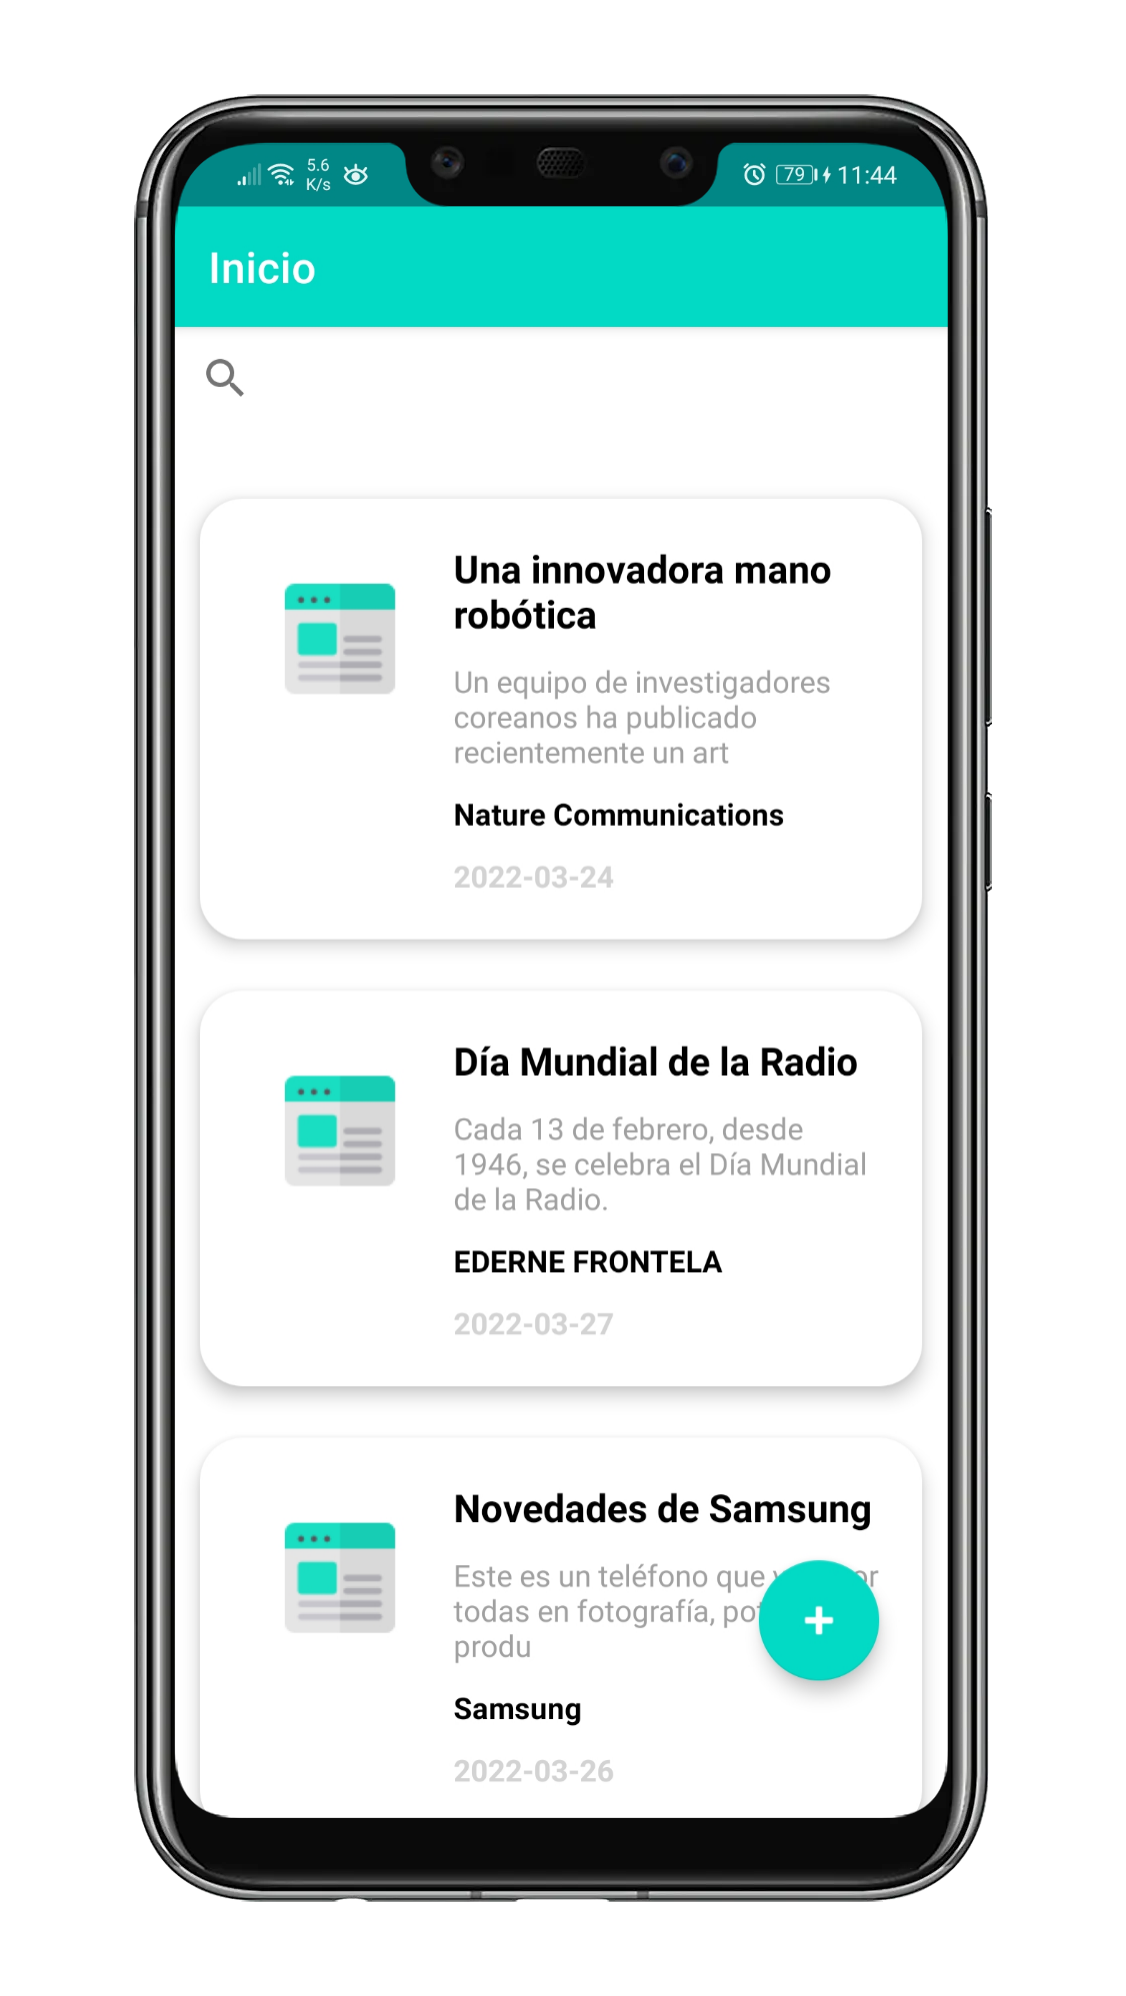 5.6
K/s
79
11:44
Inicio
Una innovadora mano
robótica
Un equipo de investigadores
coreanos ha publicado
recientemente un art
Nature Communications
2022-03-24
Día Mundial de la Radio
Cada 13 de febrero, desde
1946, se celebra el Día Mundial
de la Radio.
EDERNE FRONTELA
2022-03-27
Novedades de Samsung
Este es un teléfono que
todas en fotografía,
produ
Samsung
2022-03-26